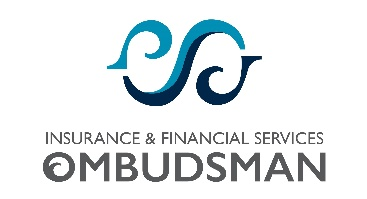 INSURANCE & FINANCIAL SERVICES
OMBUDSMAN